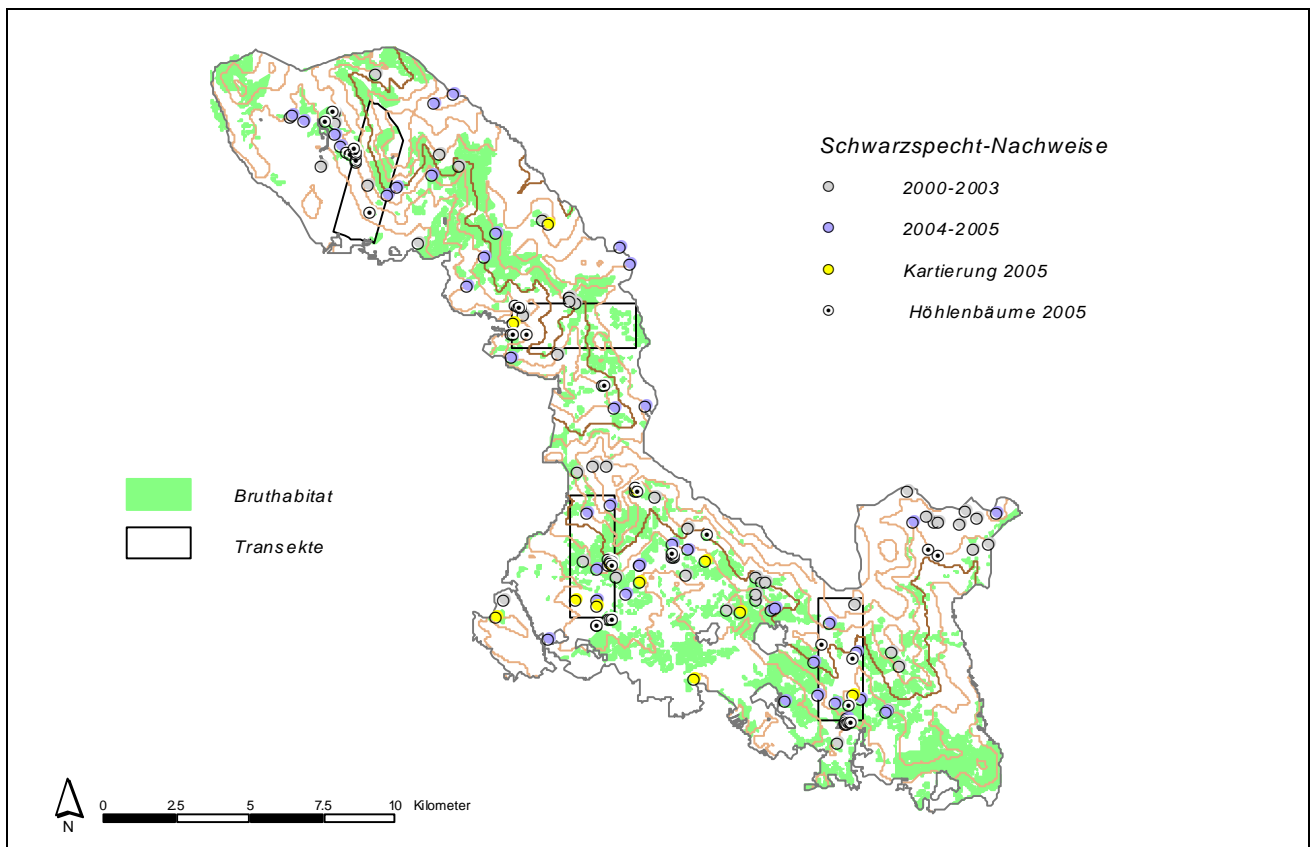 Schwarzspecht-Nachweise
2000-2003
2004-2005
Kartierung 2005
Höhlenbäume 2005
Bruthabitat
Transekte
0 2.5 5 7.5 10 Kilometer
N